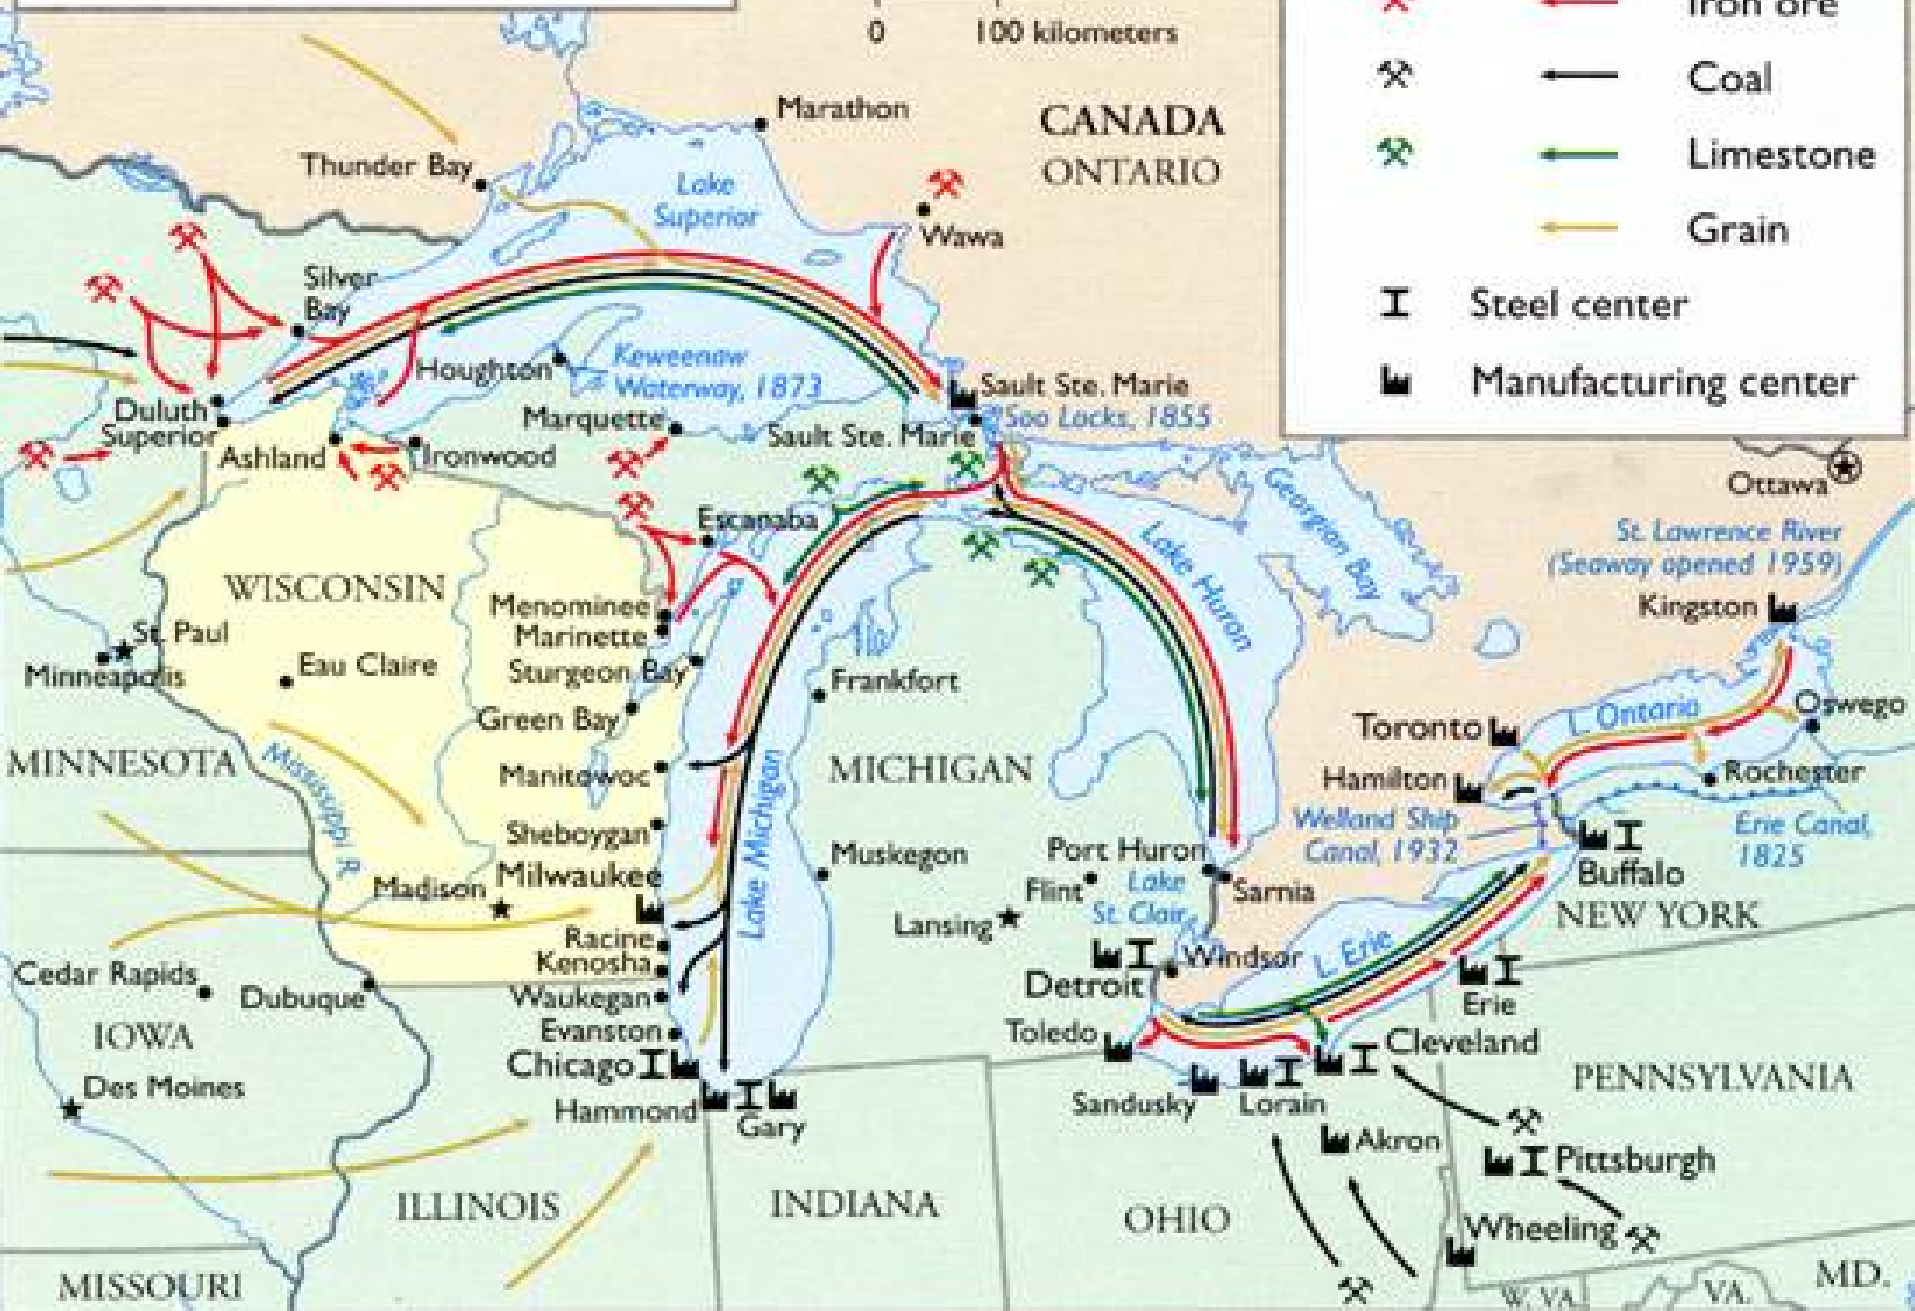 Iron ore
0 100 kilometers
Coal
Limestone
Grain
Steel center
Manufacturing center
Marathon
CANADA
ONTARIO
Thunder Bay
Lake
Superior
Wawa
Silver
Bay
Houghton
Keweenaw
Waterway, 1873
Sault Ste. Marie
Soo Locks, 1855
Duluth
Superior
Marquette
Sault Ste. Marie
Ashland
Ironwood
Ottawa
Escanaba
Georgian Bay
Lake Huron
St. Lawrence River
(Seaway opened 1959)
Kingston
WISCONSIN
Menominee
Marinette
St. Paul
Minneapolis
Eau Claire
Sturgeon Bay
Frankfort
Green Bay
Toronto
L. Ontario
Oswego
MINNESOTA
Mississippi R.
Manitowoc
Lake Michigan
MICHIGAN
Hamilton
Rochester
Welland Ship
Canal, 1932
Erie Canal,
1825
Sheboygan
Muskegon
Port Huron
Buffalo
Madison
Milwaukee
Flint
Lake
St. Clair
Sarnia
NEW YORK
Lansing
Racine
Kenosha
Cedar Rapids
Dubuque
Waukegan
Windsor
L. Erie
Detroit
Erie
IOWA
Evanston
Toledo
Cleveland
Chicago
Des Moines
Hammond
Gary
Sandusky
Lorain
PENNSYLVANIA
Akron
Pittsburgh
ILLINOIS
INDIANA
OHIO
Wheeling
MISSOURI
W. VA.
VA.
MD.